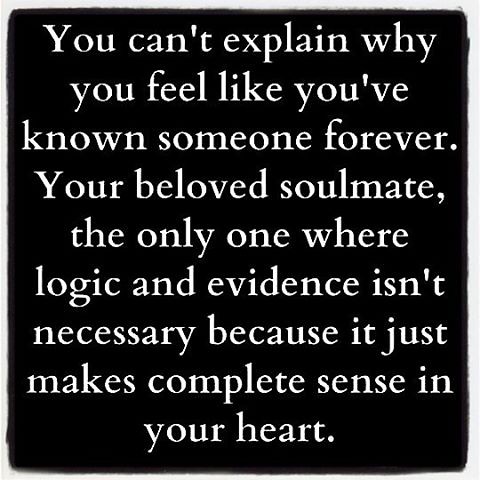 You can't explain why
you feel like you've
known someone forever.
Your beloved soulmate,
the only one where
logic and evidence isn't
necessary because it just
makes complete sense in
your heart.